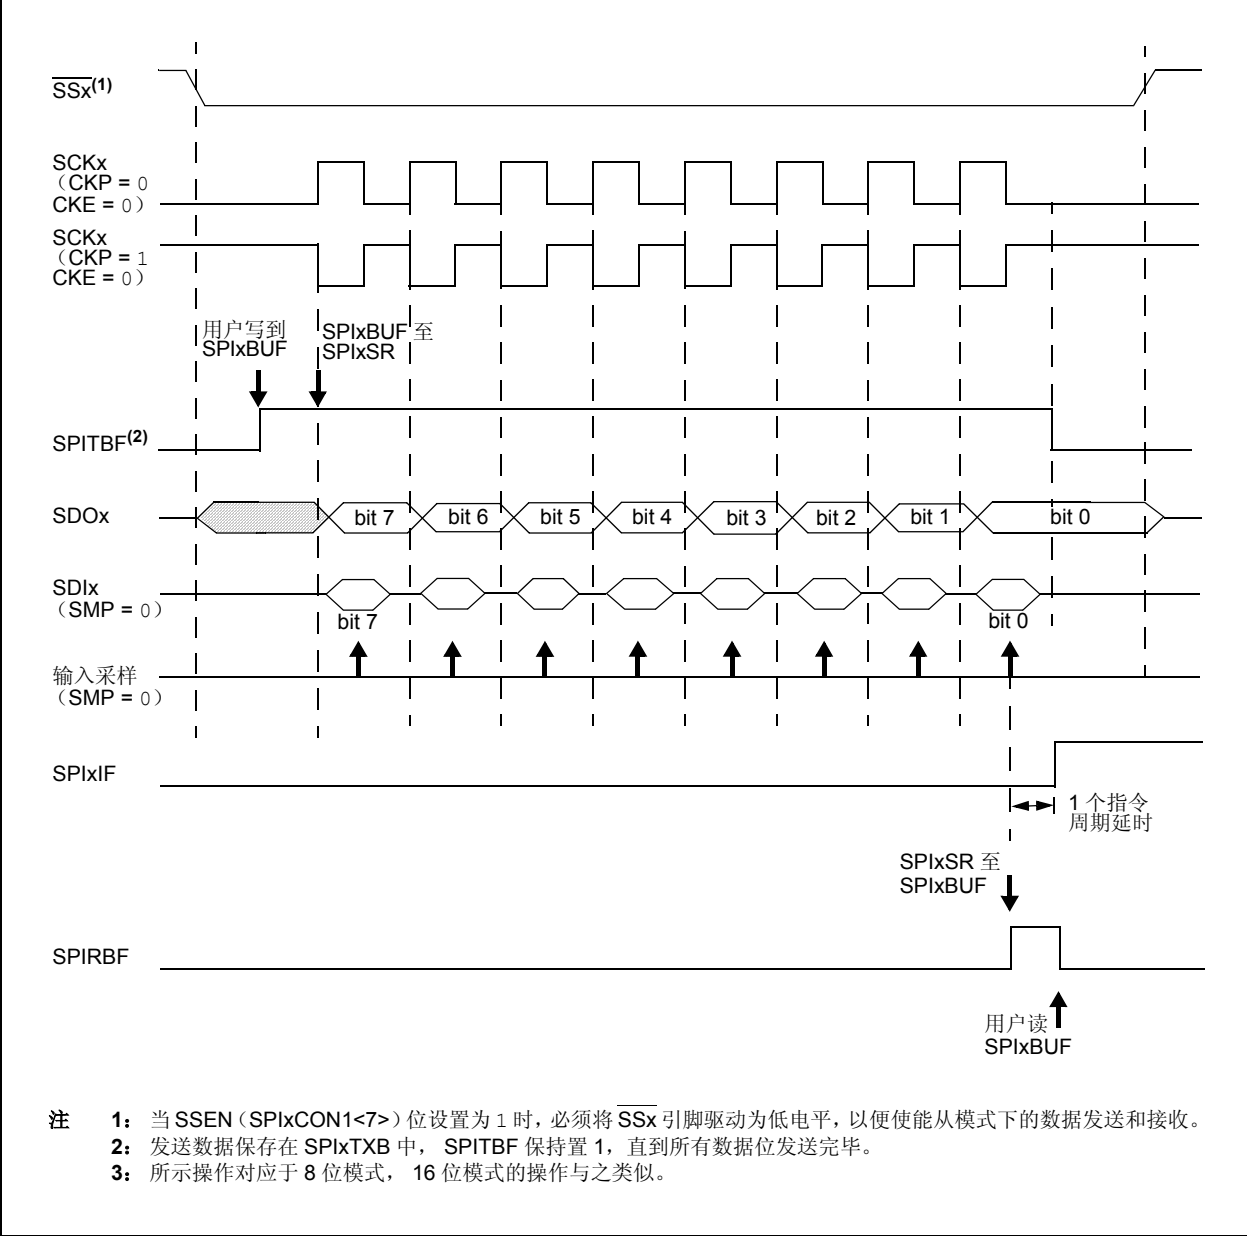 SSx(1)
SCKx
（CKP = 0
CKE = 0）
SCKx
（CKP = 1
CKE = 0）
用户写到
SPIxBUF
SPIxBUF 至
SPIxSR
SPITBF(2)
SDOx
bit 7 bit 6 bit 5 bit 4 bit 3 bit 2 bit 1 bit 0
SDIx
（SMP = 0）
bit 7 bit 0
输入采样
（SMP = 0）
SPIxIF
1 个指令
周期延时
SPIxSR 至
SPIxBUF
SPIRBF
用户读
SPIxBUF
注 1： 当 SSEN（SPIxCON1<7>）位设置为 1 时，必须将 SSx 引脚驱动为低电平，以便使能从模式下的数据发送和接收。
2： 发送数据保存在 SPIxTXB 中， SPITBF 保持置 1，直到所有数据位发送完毕。
3： 所示操作对应于 8 位模式， 16 位模式的操作与之类似。